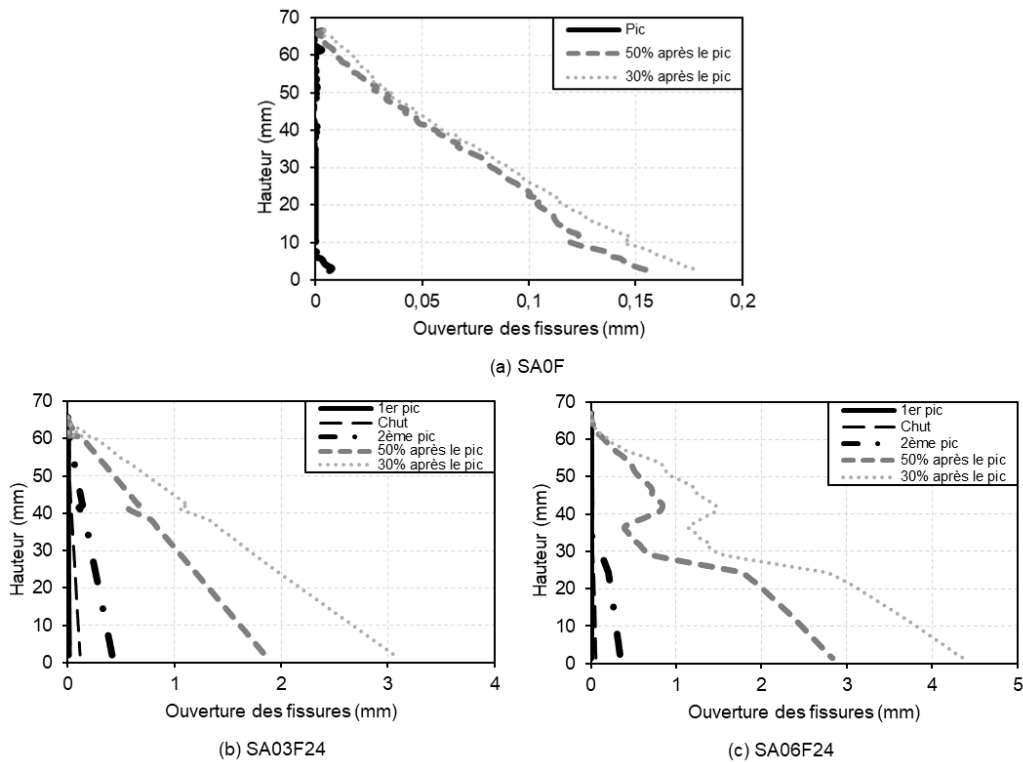 70
60
50
40
30
20
10
0
Hauteur (mm)
Pic
50% après le pic
30% après le pic
0 0,05 0,1 0,15 0,2
Ouverture des fissures (mm)
(a) SA0F
70
60
50
40
30
20
10
0
Hauteur (mm)
1er pic
Chut
2ème pic
50% après le pic
30% après le pic
0 1 2 3 4
Ouverture des fissures (mm)
(b) SA03F24
70
60
50
40
30
20
10
0
Hauteur (mm)
1er pic
Chut
2ème pic
50% après le pic
30% après le pic
0 1 2 3 4 5
Ouverture des fissures (mm)
(c) SA06F24